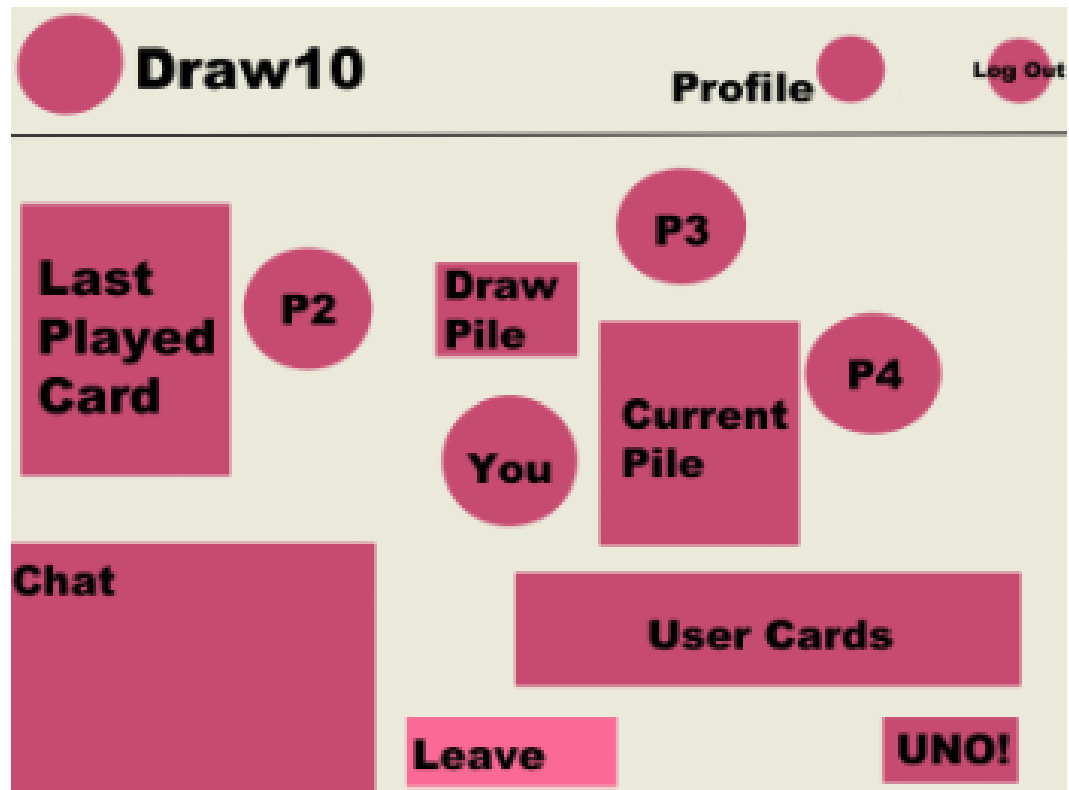 Draw10
Profile
Log Out
Last
Played
Card
P2
Draw
Pile
P3
P4
You
Current
Pile
Chat
User Cards
Leave
UNO!